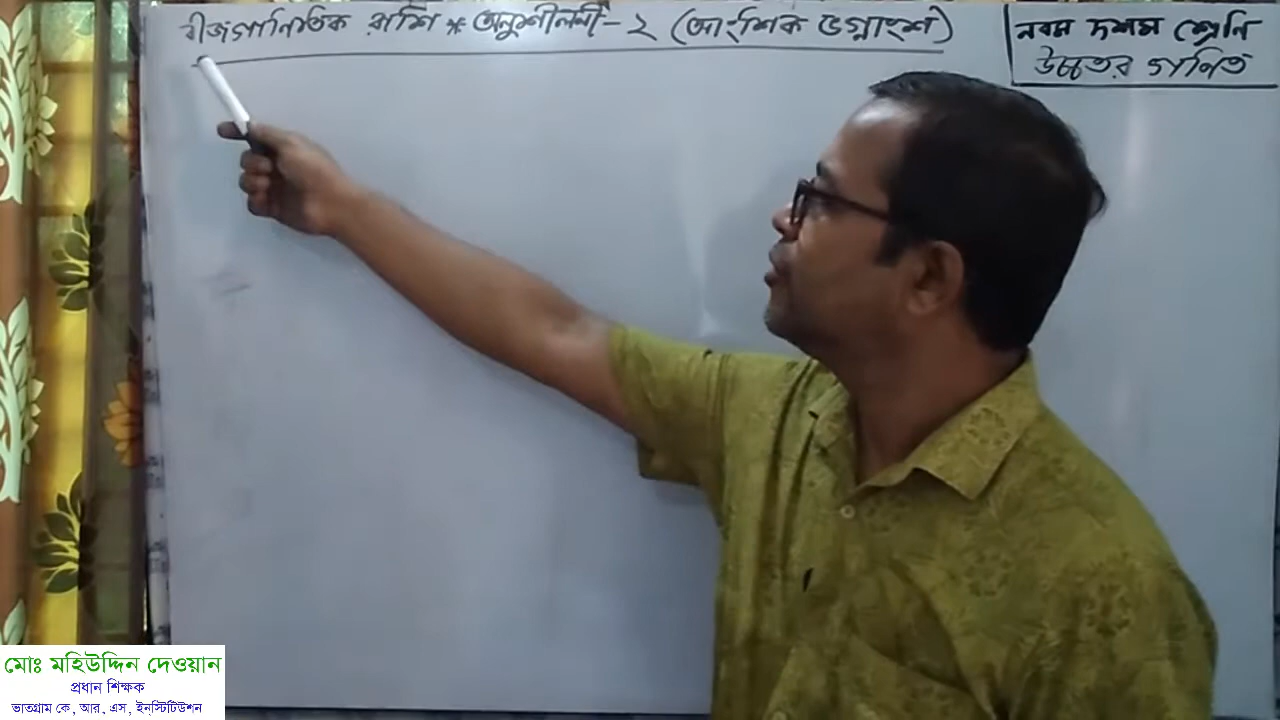 বীজগাণিতিক রাশি * অনুশীলনী - ২ (আংশিক ভগ্নাংশ)
নবম দশম শ্রেণি
উচ্চতর গণিত
মোঃ মহিউদ্দিন দেওয়ান
প্রধান শিক্ষক
ভাতগ্রাম কে, আর, এস, ইনস্টিটিউশন